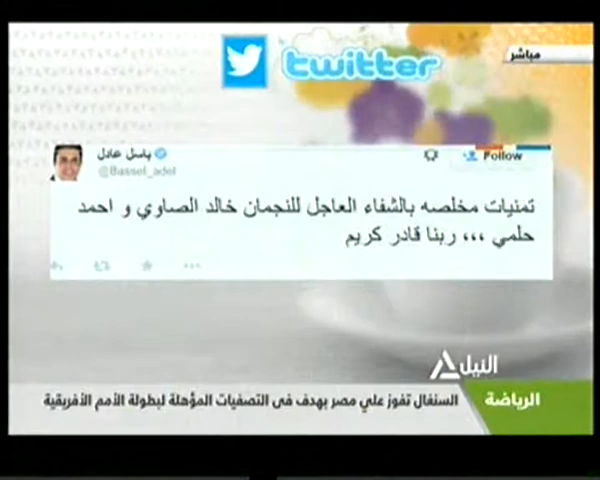 مباشر
twitter
باسل عادل
@Bassel_adel
Follow
تمنيات مخلصه بالشفاء العاجل للنجمان خالد الصاوي و احمد
حلمي ،،، ربنا قادر كريم
النيل
الرياضة
السنغال تفوز علي مصر بهدف فى التصفيات المؤهلة لبطولة الأمم الأفريقية